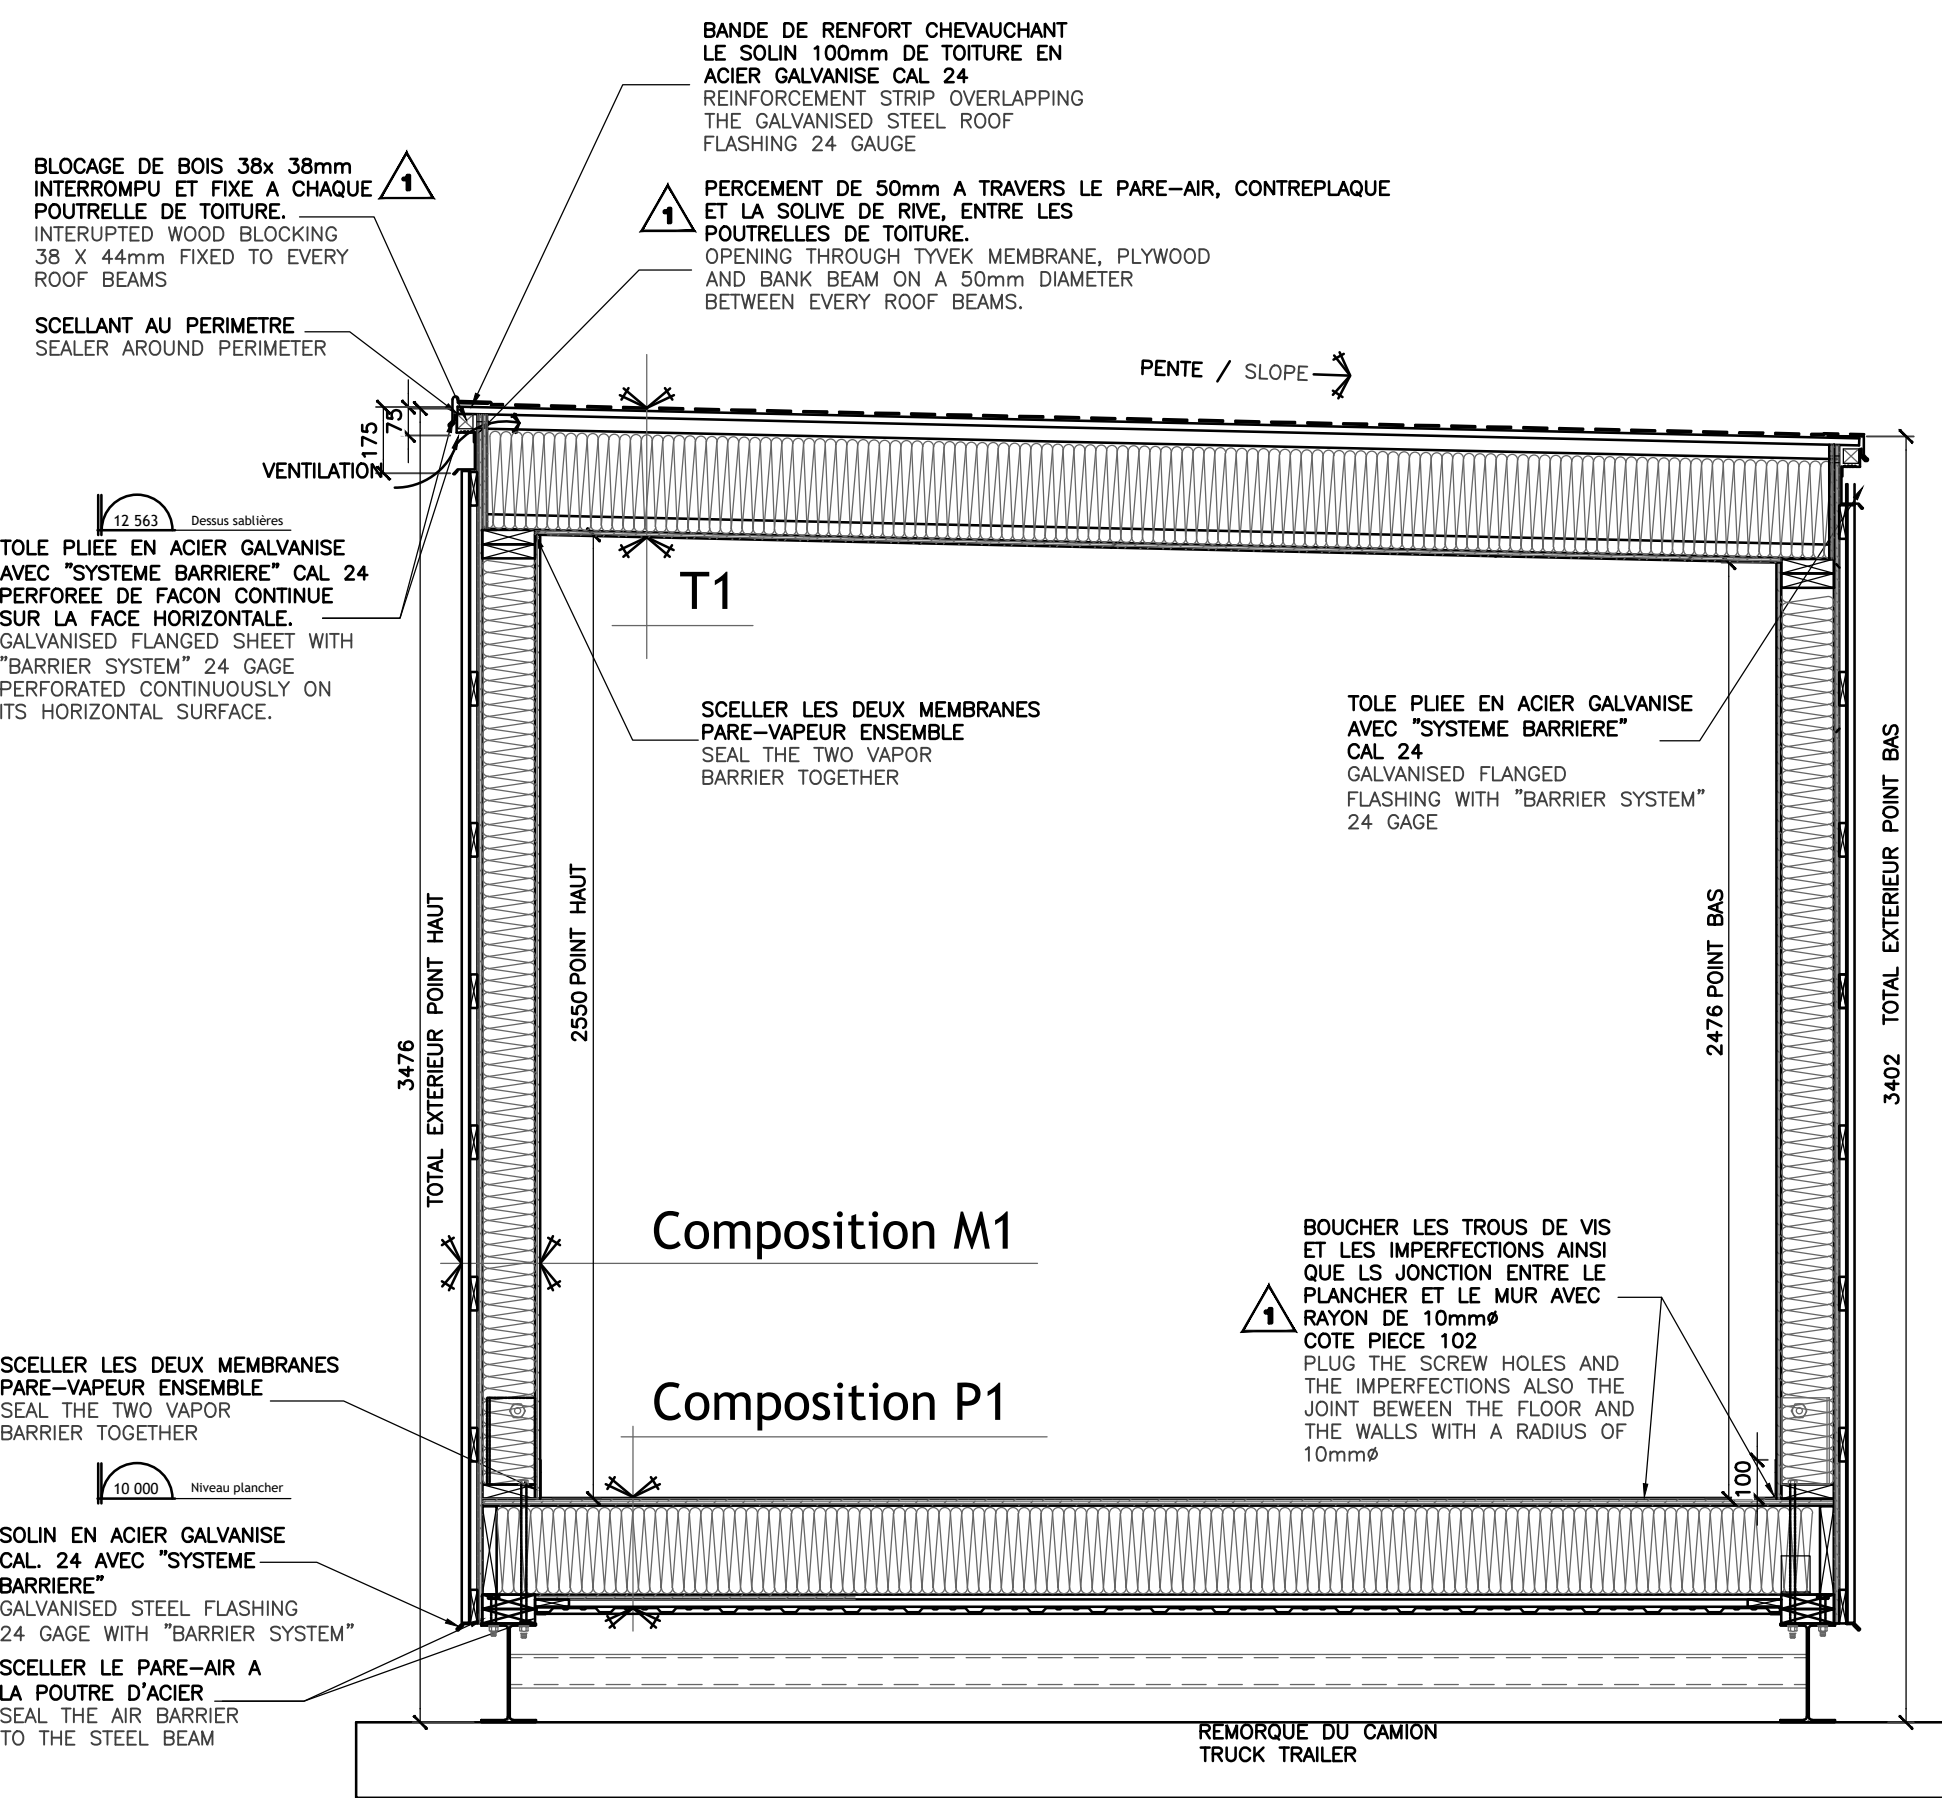 BANDE DE RENFORT CHEVAUCHANT
LE SOLIN 100mm DE TOITURE EN
ACIER GALVANISE CAL 24
REINFORCEMENT STRIP OVERLAPPING
THE GALVANISED STEEL ROOF
FLASHING 24 GAUGE
BLOCAGE DE BOIS 38x 38mm
INTERROMPU ET FIXE A CHAQUE
POUTRELLE DE TOITURE.
INTERUPTED WOOD BLOCKING
38 X 44mm FIXED TO EVERY
ROOF BEAMS
1
1
PERCEMENT DE 50mm A TRAVERS LE PARE-AIR, CONTREPLAQUE
ET LA SOLIVE DE RIVE, ENTRE LES
POUTRELLES DE TOITURE.
OPENING THROUGH TYVEK MEMBRANE, PLYWOOD
AND BANK BEAM ON A 50mm DIAMETER
BETWEEN EVERY ROOF BEAMS.
SCELLANT AU PERIMETRE
SEALER AROUND PERIMETER
PENTE / SLOPE
175
75
VENTILATION
12 563 Dessus sablières
TOLE PLIEE EN ACIER GALVANISE
AVEC "SYSTEME BARRIERE" CAL 24
PERFOREE DE FACON CONTINUE
SUR LA FACE HORIZONTALE.
GALVANISED FLANGED SHEET WITH
"BARRIER SYSTEM" 24 GAGE
PERFORATED CONTINUOUSLY ON
ITS HORIZONTAL SURFACE.
T1
SCELLER LES DEUX MEMBRANES
PARE-VAPEUR ENSEMBLE
SEAL THE TWO VAPOR
BARRIER TOGETHER
TOLE PLIEE EN ACIER GALVANISE
AVEC "SYSTEME BARRIERE"
CAL 24
GALVANISED FLANGED
FLASHING WITH "BARRIER SYSTEM"
24 GAGE
3476
TOTAL EXTERIEUR POINT HAUT
2550 POINT HAUT
2476 POINT BAS
3402 TOTAL EXTERIEUR POINT BAS
Composition M1
Composition P1
1
BOUCHER LES TROUS DE VIS
ET LES IMPERFECTIONS AINSI
QUE LS JONCTION ENTRE LE
PLANCHER ET LE MUR AVEC
RAYON DE 10mmø
COTE PIECE 102
PLUG THE SCREW HOLES AND
THE IMPERFECTIONS ALSO THE
JOINT BEWEEN THE FLOOR AND
THE WALLS WITH A RADIUS OF
10mmø
100
SCELLER LES DEUX MEMBRANES
PARE-VAPEUR ENSEMBLE
SEAL THE TWO VAPOR
BARRIER TOGETHER
10 000 Niveau plancher
SOLIN EN ACIER GALVANISE
CAL. 24 AVEC "SYSTEME
BARRIERE"
GALVANISED STEEL FLASHING
24 GAGE WITH "BARRIER SYSTEM"
SCELLER LE PARE-AIR A
LA POUTRE D'ACIER
SEAL THE AIR BARRIER
TO THE STEEL BEAM
REMORQUE DU CAMION
TRUCK TRAILER